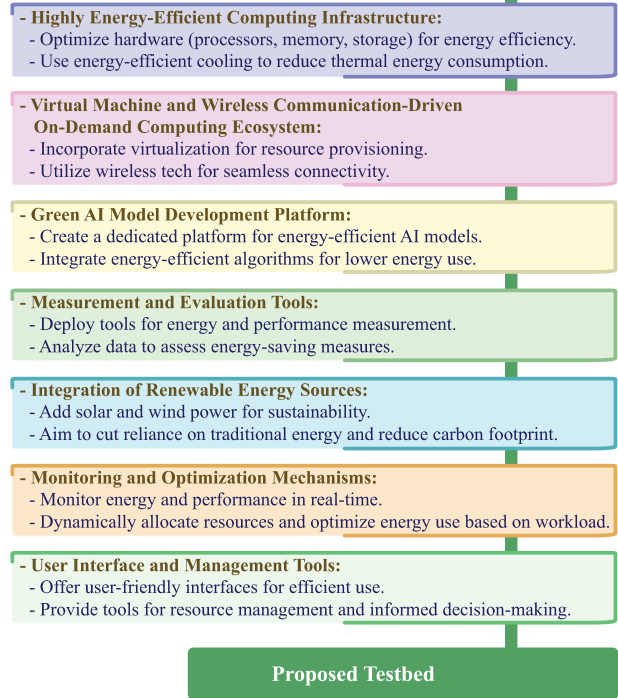 - Highly Energy-Efficient Computing Infrastructure:
- Optimize hardware (processors, memory, storage) for energy efficiency.
- Use energy-efficient cooling to reduce thermal energy consumption.
- Virtual Machine and Wireless Communication-Driven
On-Demand Computing Ecosystem:
- Incorporate virtualization for resource provisioning.
- Utilize wireless tech for seamless connectivity.
- Green AI Model Development Platform:
- Create a dedicated platform for energy-efficient AI models.
- Integrate energy-efficient algorithms for lower energy use.
- Measurement and Evaluation Tools:
- Deploy tools for energy and performance measurement.
- Analyze data to assess energy-saving measures.
- Integration of Renewable Energy Sources:
- Add solar and wind power for sustainability.
- Aim to cut reliance on traditional energy and reduce carbon footprint.
- Monitoring and Optimization Mechanisms:
- Monitor energy and performance in real-time.
- Dynamically allocate resources and optimize energy use based on workload.
- User Interface and Management Tools:
- Offer user-friendly interfaces for efficient use.
- Provide tools for resource management and informed decision-making.
Proposed Testbed